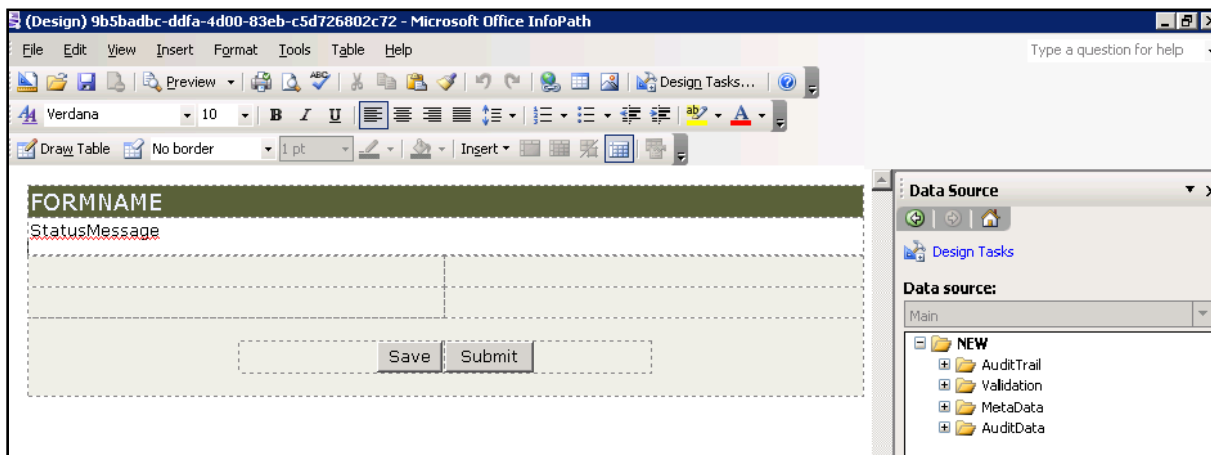 (Design) 9b5badbc-ddfa-4d00-83eb-c5d726802c72 - Microsoft Office InfoPath
File Edit View Insert Format Tools Table Help Type a question for help
Preview ABC Design Tasks...
Verdana 10 B I U ab A
Draw Table No border 1 pt Insert
FORMNAME
StatusMessage
Save Submit
Data Source
Design Tasks
Data source:
Main
NEW
AuditTrail
Validation
MetaData
AuditData